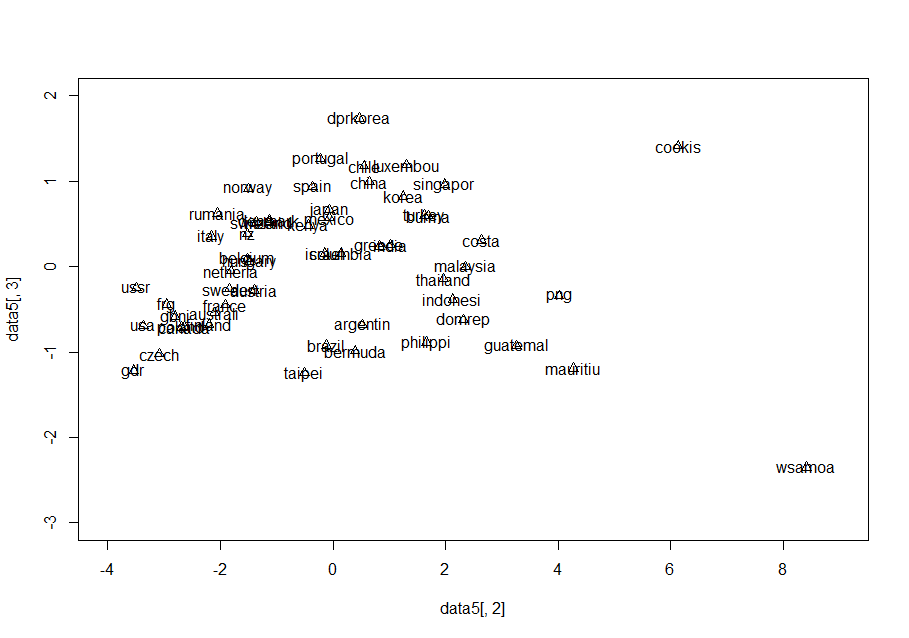 2
dprkorea
cookis
portugal
chile
luxembou
china
singapor
1
norway
spain
korea
rumania
japan
turkey
burma
mexico
kenya
nz
italy
costa
greece
india
columbia
belgium
hungary
malaysia
0
netherla
thailand
ussr
sweden
austria
png
indonesi
frg
france
gbni
australi
domrep
usa
canada
argentin
-1
philippi
guatemal
brazil
bermuda
czech
gdr
taipei
mauritiu
-2
wsamoa
-3
-4
-2
0
2
4
6
8
data5[, 2]
data5[, 3]